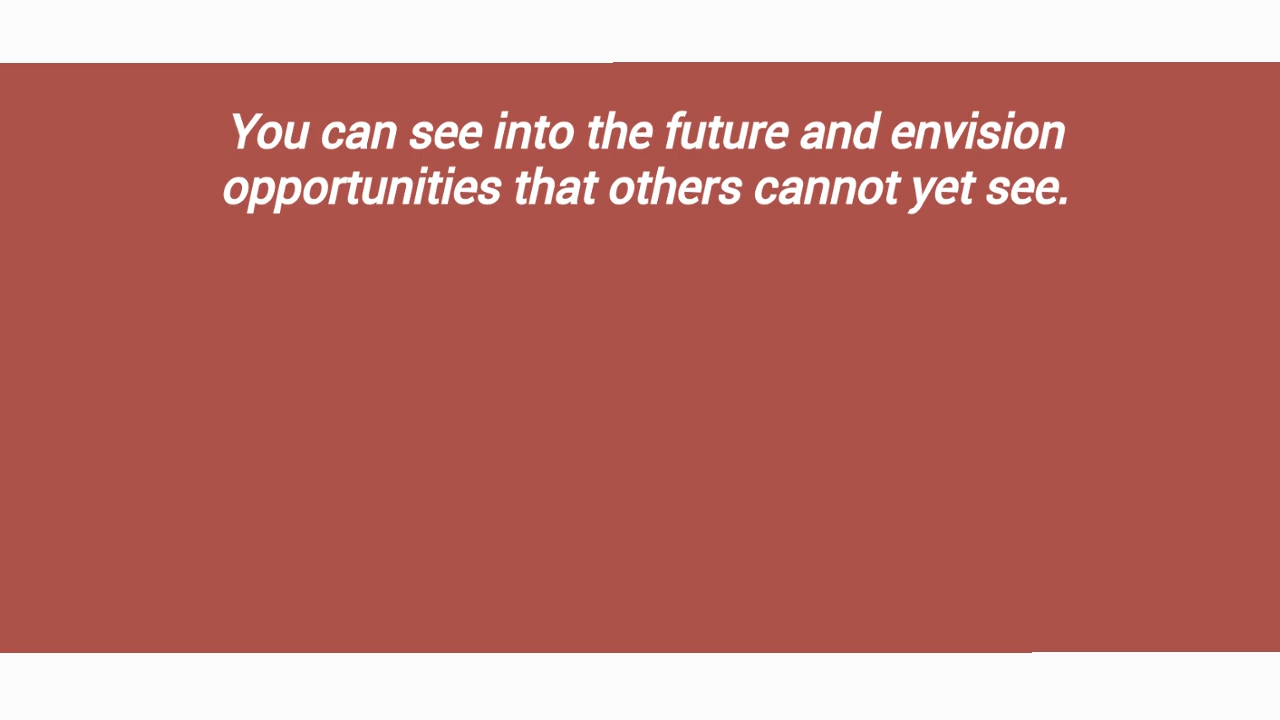 You can see into the future and envision
opportunities that others cannot yet see.